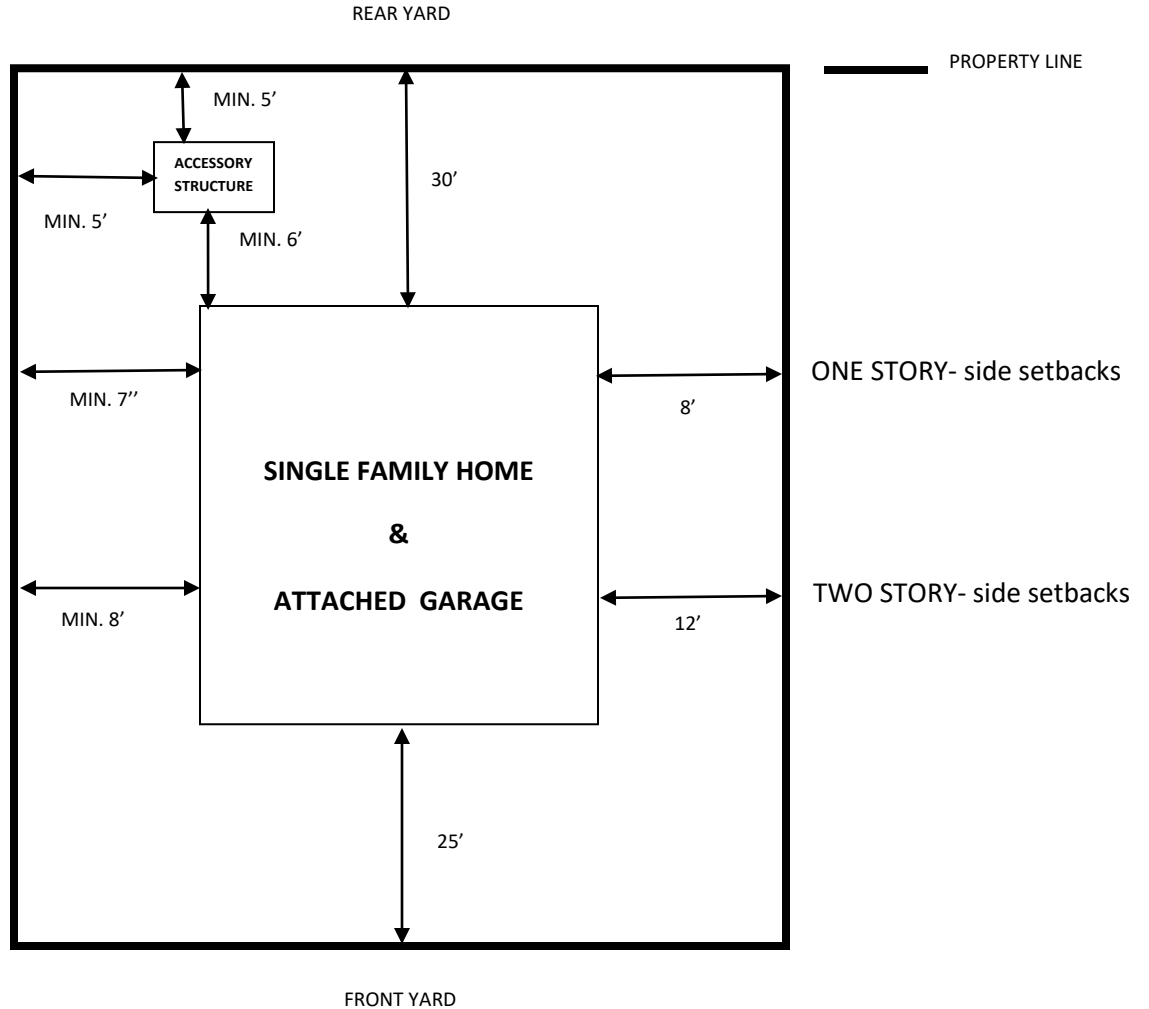 REAR YARD
PROPERTY LINE
MIN. 5’
ACCESSORY
STRUCTURE
30’
MIN. 5’
MIN. 6’
ONE STORY- side setbacks
MIN. 7’’
8’
SINGLE FAMILY HOME
&
ATTACHED GARAGE
TWO STORY- side setbacks
MIN. 8’
12’
25’
FRONT YARD